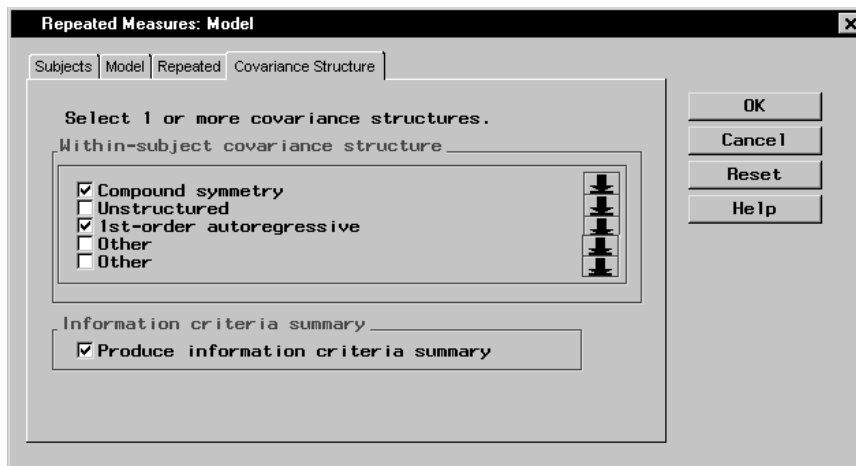 Repeated Measures: Model
Subjects Model Repeated Covariance Structure
Select 1 or more covariance structures.
Within-subject covariance structure
Compound symmetry
Unstructured
1st-order autoregressive
Other
Other
Information criteria summary
Produce information criteria summary
OK
Cancel
Reset
Help